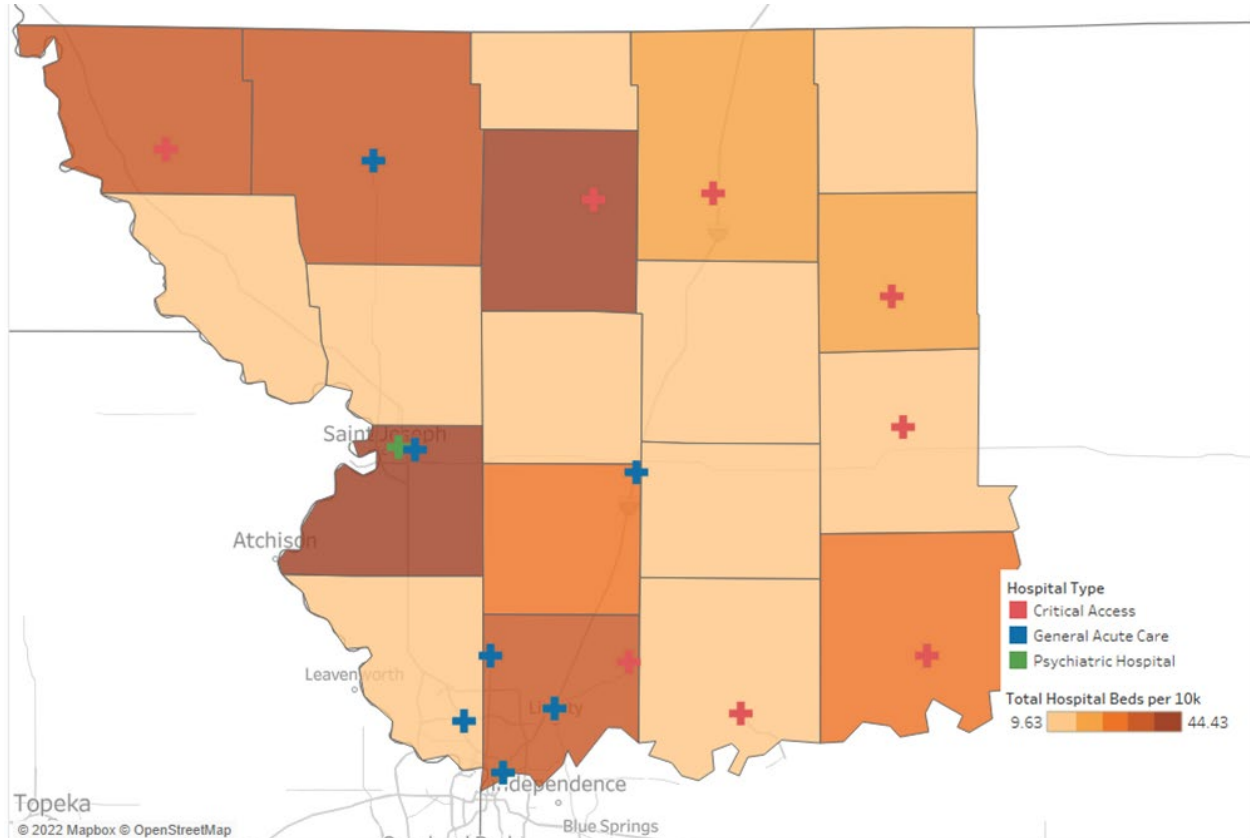 Saint Joseph
Atchison
Hospital Type
Critical Access
General Acute Care
Psychiatric Hospital
Leavenworth
Total Hospital Beds per 10k
Liberty
9.63 44.43
Independence
Topeka
Blue Springs
© 2022 Mapbox © OpenStreetMap